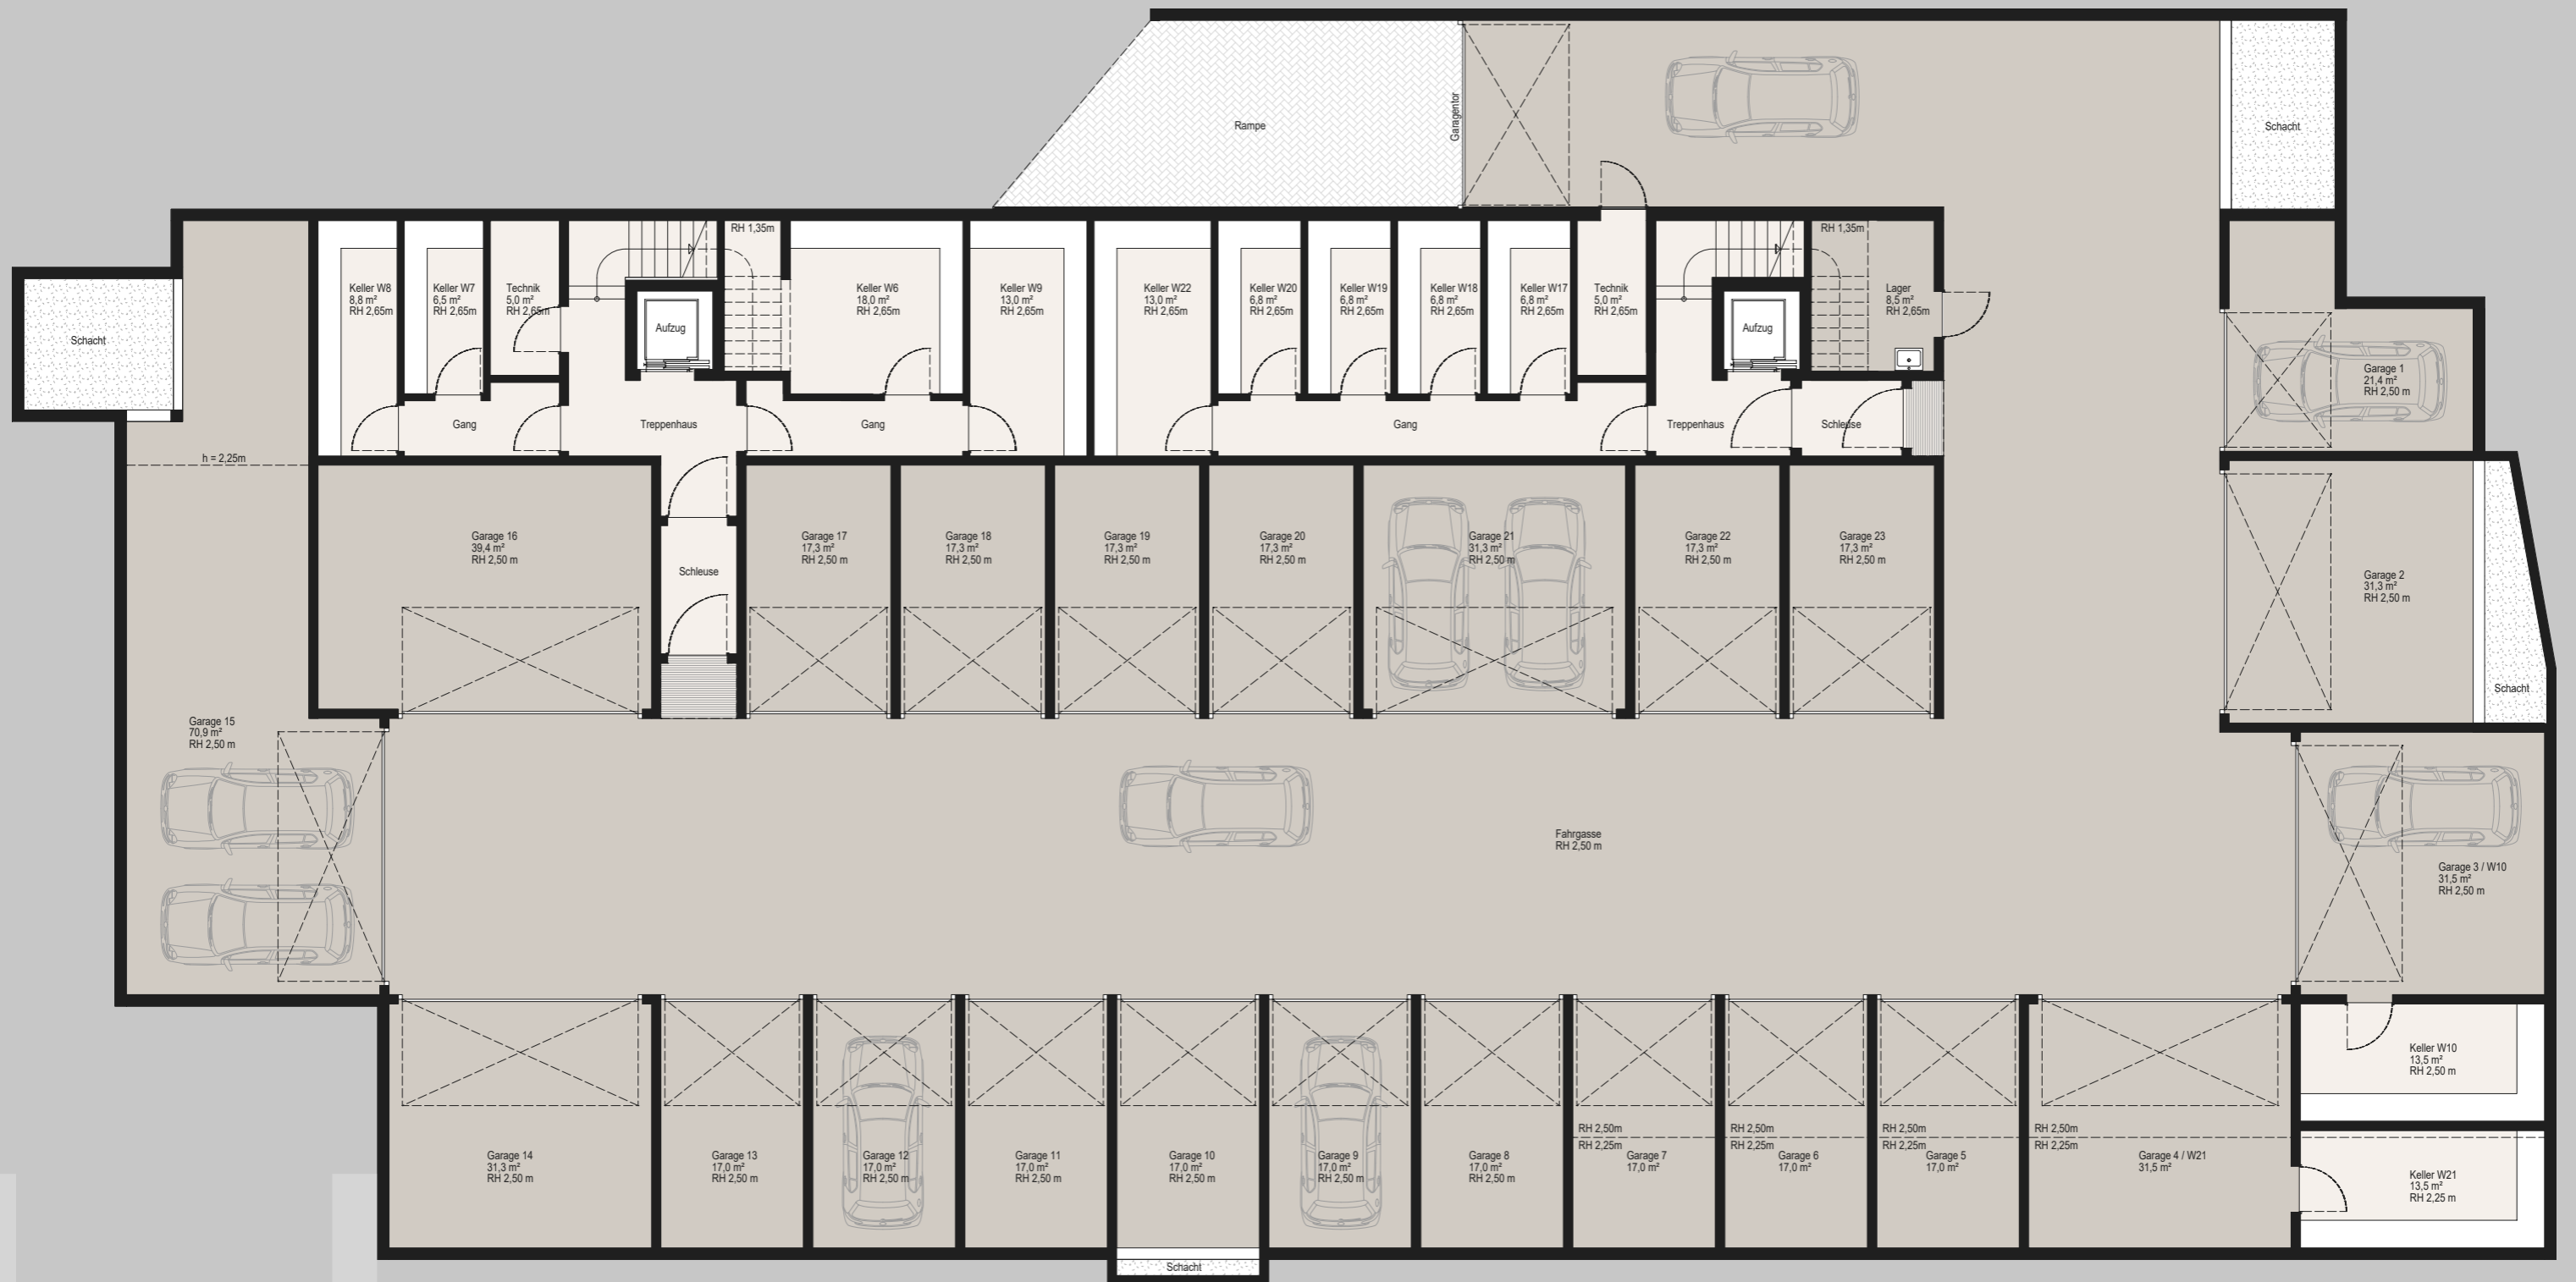 Rampe
Garagentor
Schacht
RH 1,35m
RH 1,35m
Keller W8
8,8 m²
RH 2,65m
Keller W7
6,5 m²
RH 2,65m
Technik
5,0 m²
RH 2,65m
Aufzug
Keller W6
18,0 m²
RH 2,65m
Keller W9
13,0 m²
RH 2,65m
Keller W22
13,0 m²
RH 2,65m
Keller W20
6,8 m²
RH 2,65m
Keller W19
6,8 m²
RH 2,65m
Keller W18
6,8 m²
RH 2,65m
Keller W17
6,8 m²
RH 2,65m
Technik
5,0 m²
RH 2,65m
Aufzug
Lager
8,5 m²
RH 2,65m
Schacht
Garage 1
21,4 m²
RH 2,50 m
Gang
Treppenhaus
Gang
Gang
Treppenhaus
Schleuse
h = 2,25m
Garage 16
39,4 m²
RH 2,50 m
Schleuse
Garage 17
17,3 m²
RH 2,50 m
Garage 18
17,3 m²
RH 2,50 m
Garage 19
17,3 m²
RH 2,50 m
Garage 20
17,3 m²
RH 2,50 m
Garage 21
31,3 m²
RH 2,50 m
Garage 22
17,3 m²
RH 2,50 m
Garage 23
17,3 m²
RH 2,50 m
Garage 2
31,3 m²
RH 2,50 m
Schacht
Garage 15
70,9 m²
RH 2,50 m
Fahrgasse
RH 2,50 m
Garage 3 / W10
31,5 m²
RH 2,50 m
Keller W10
13,5 m²
RH 2,50 m
Garage 14
31,3 m²
RH 2,50 m
Garage 13
17,0 m²
RH 2,50 m
Garage 12
17,0 m²
RH 2,50 m
Garage 11
17,0 m²
RH 2,50 m
Garage 10
17,0 m²
RH 2,50 m
Garage 9
17,0 m²
RH 2,50 m
Garage 8
17,0 m²
RH 2,50 m
RH 2,50m
RH 2,25m
Garage 7
17,0 m²
RH 2,50m
RH 2,25m
Garage 6
17,0 m²
RH 2,50m
RH 2,25m
Garage 5
17,0 m²
RH 2,50m
RH 2,25m
Garage 4 / W21
31,5 m²
Keller W21
13,5 m²
RH 2,25 m
Schacht